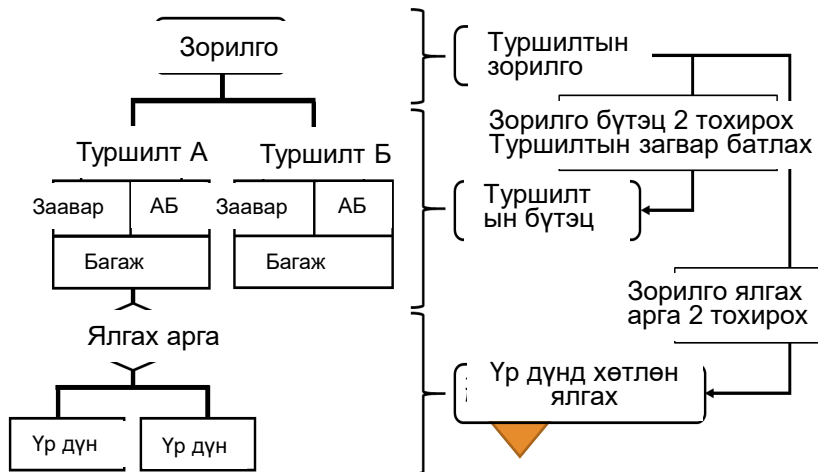 Зорилго
Туршилтын
зорилго
Зорилго бүтэц 2 тохирох
Туршилтын загвар батлах
Туршилт А
Туршилт Б
Заавар
АБ
Заавар
АБ
Багаж
Багаж
Туршилт
ын бүтэц
Зорилго ялгах
арга 2 тохирох
Ялгах арга
Үр дүнд хөтлөн
ялгах
Үр дүн
Үр дүн